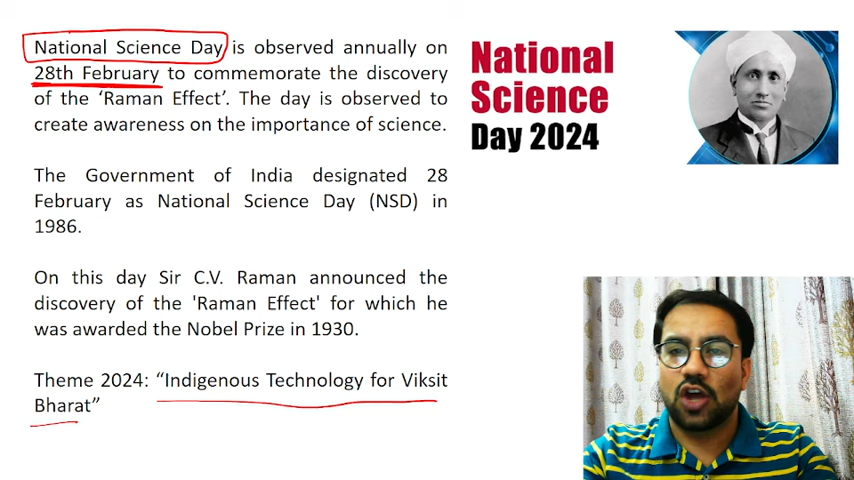 National Science Day is observed annually on
28th February to commemorate the discovery
of the ‘Raman Effect’. The day is observed to
create awareness on the importance of science.
The Government of India designated 28
February as National Science Day (NSD) in
1986.
On this day Sir C.V. Raman announced the
discovery of the 'Raman Effect' for which he
was awarded the Nobel Prize in 1930.
Theme 2024: “Indigenous Technology for Viksit
Bharat”
National
Science
Day 2024